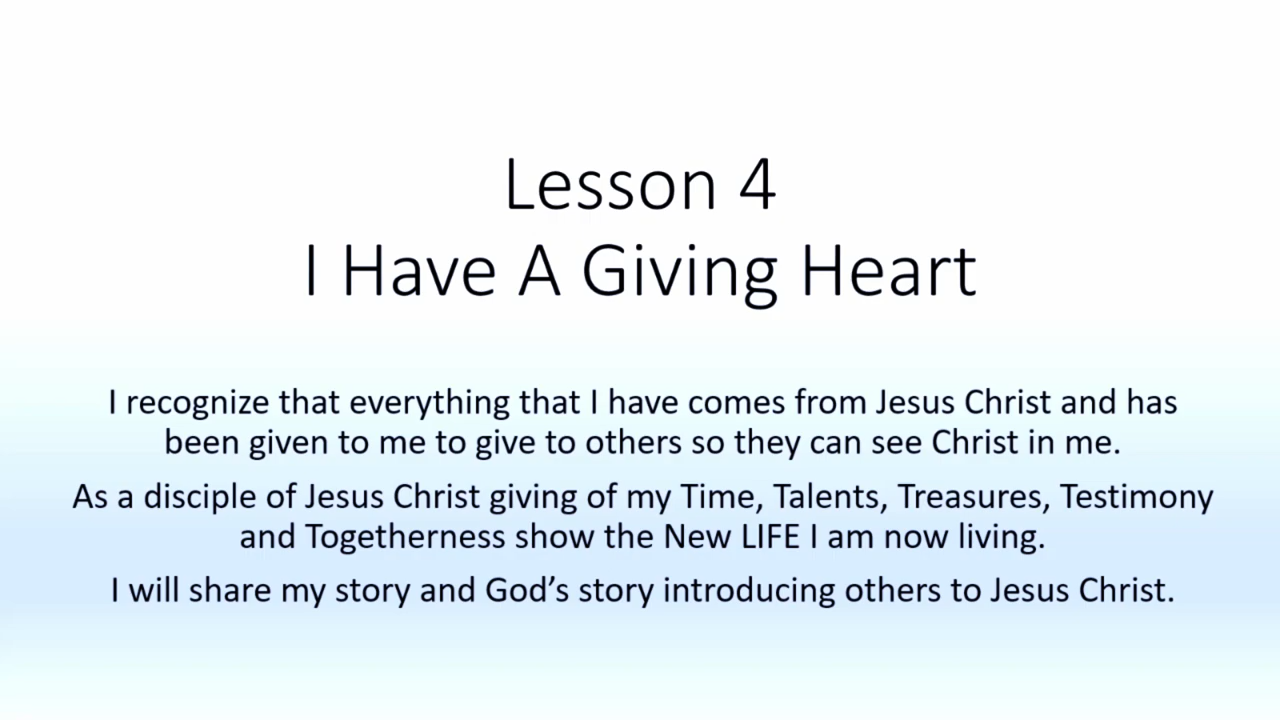 Lesson 4
I Have A Giving Heart
I recognize that everything that I have comes from Jesus Christ and has
been given to me to give to others so they can see Christ in me.
As a disciple of Jesus Christ giving of my Time, Talents, Treasures, Testimony
and Togetherness show the New LIFE I am now living.
I will share my story and God’s story introducing others to Jesus Christ.